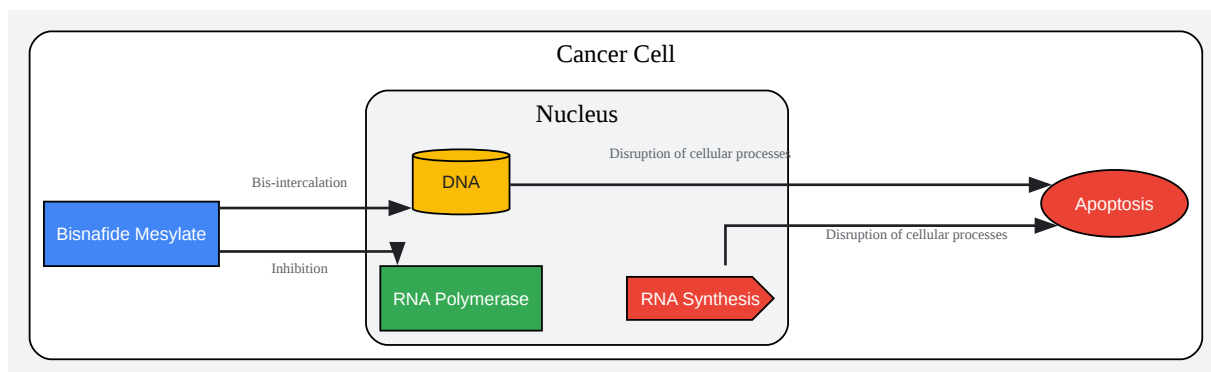 Cancer Cell
Nucleus
Disruption of cellular processes
DNA
Bis-intercalation
Apoptosis
Bisnafide Mesylate
Disruption of cellular processes
Inhibition
RNA Polymerase
RNA Synthesis